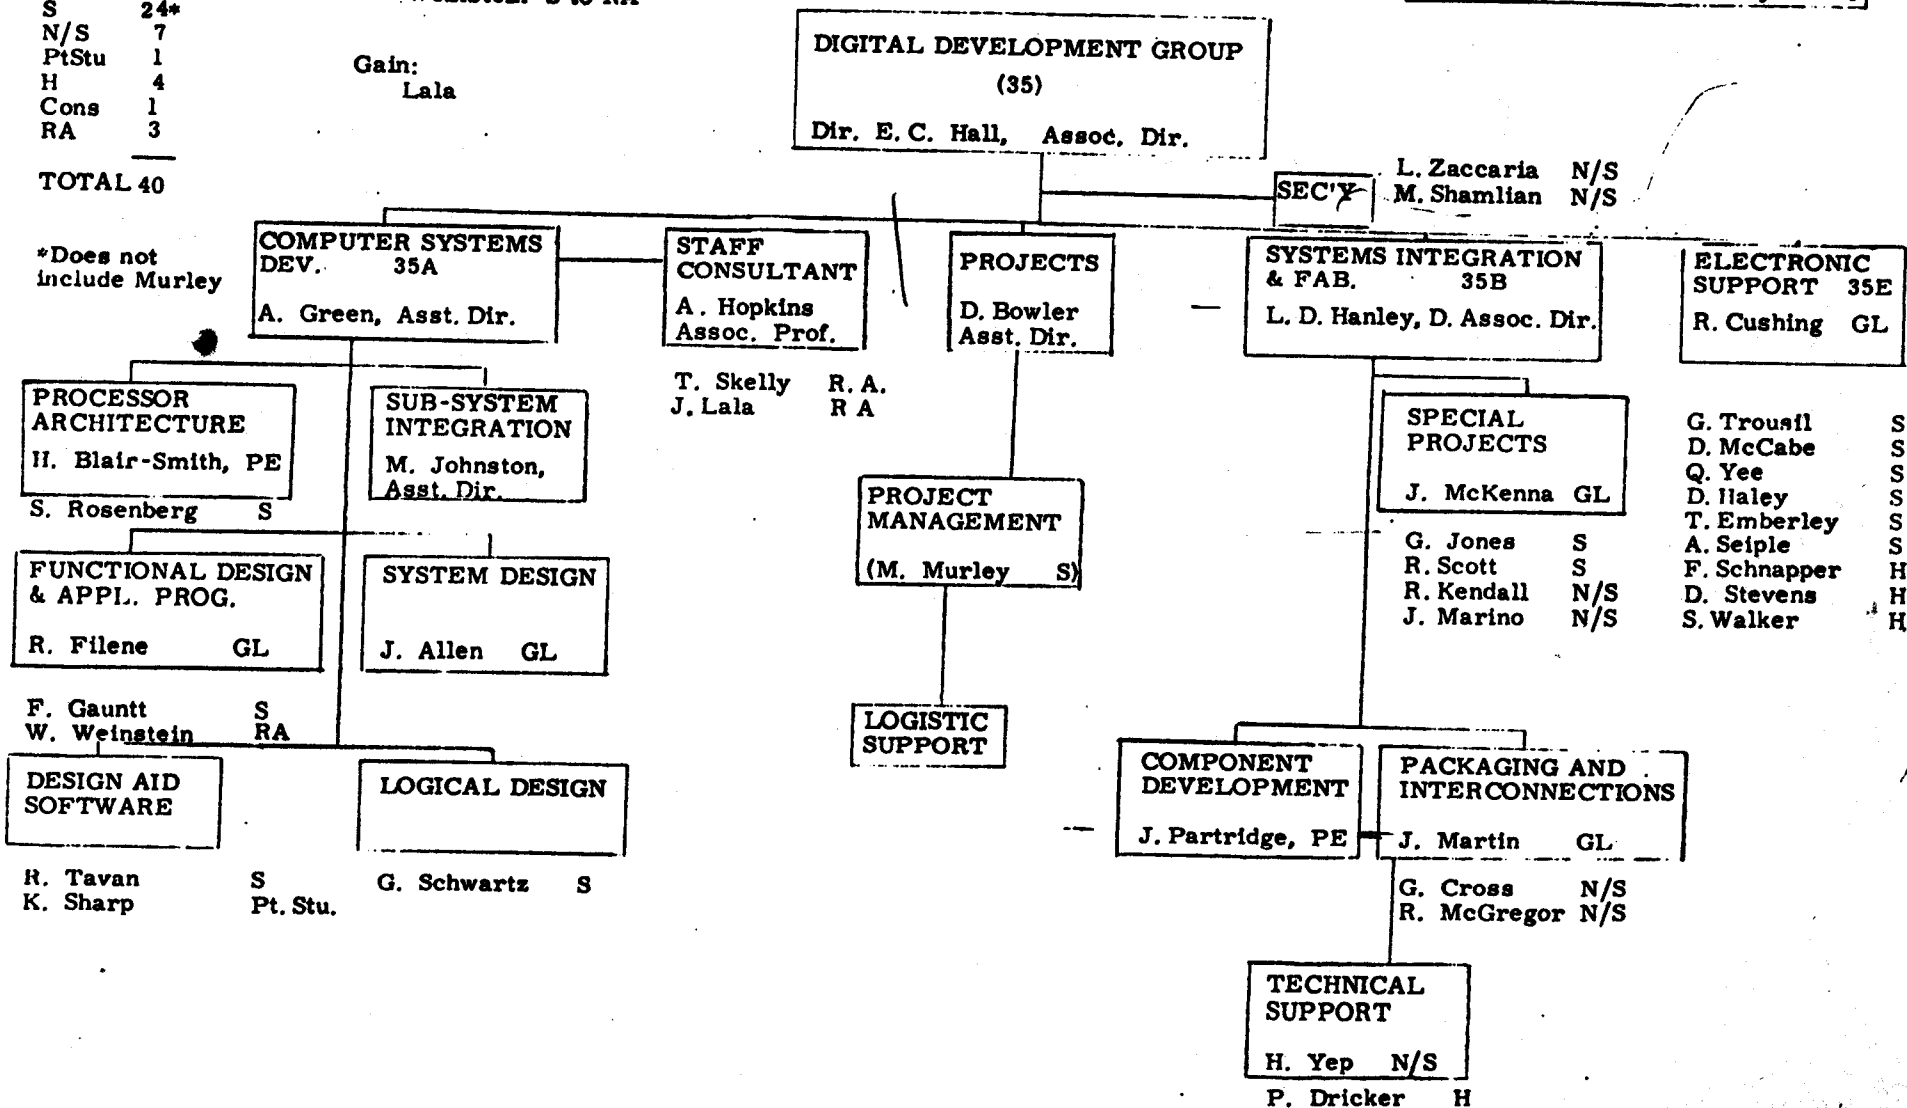 S 24*
N/S 7
PtStu 1
H 4
Cons 1
RA 3
TOTAL 40
*Does not
include Murley
Gain:
Lala
DIGITAL DEVELOPMENT GROUP
(35)
Dir. E. C. Hall, Assoc. Dir.
SEC'Y
L. Zaccaria N/S
M. Shamlian N/S
COMPUTER SYSTEMS
DEV. 35A
A. Green, Asst. Dir.
STAFF
CONSULTANT
A. Hopkins
Assoc. Prof.
T. Skelly R. A.
J. Lala R A
PROJECTS
D. Bowler
Asst. Dir.
SYSTEMS INTEGRATION
& FAB. 35B
L. D. Hanley, D. Assoc. Dir.
ELECTRONIC
SUPPORT 35E
R. Cushing GL
PROCESSOR
ARCHITECTURE
H. Blair-Smith, PE
S. Rosenberg S
SUB-SYSTEM
INTEGRATION
M. Johnston,
Asst. Dir.
FUNCTIONAL DESIGN
& APPL. PROG.
R. Filene GL
F. Gauntt S
W. Weinstein RA
SYSTEM DESIGN
J. Allen GL
DESIGN AID
SOFTWARE
R. Tavan S
K. Sharp Pt. Stu.
LOGICAL DESIGN
G. Schwartz S
PROJECT
MANAGEMENT
(M. Murley S)
LOGISTIC
SUPPORT
SPECIAL
PROJECTS
J. McKenna GL
G. Jones S
R. Scott S
R. Kendall N/S
J. Marino N/S
G. Trousil S
D. McCabe S
Q. Yee S
D. Haley S
T. Emberley S
A. Seiple S
F. Schnapper H
D. Stevens H
S. Walker H
COMPONENT
DEVELOPMENT
J. Partridge, PE
PACKAGING AND
INTERCONNECTIONS
J. Martin GL
G. Cross N/S
R. McGregor N/S
TECHNICAL
SUPPORT
H. Yep N/S
P. Dricker H